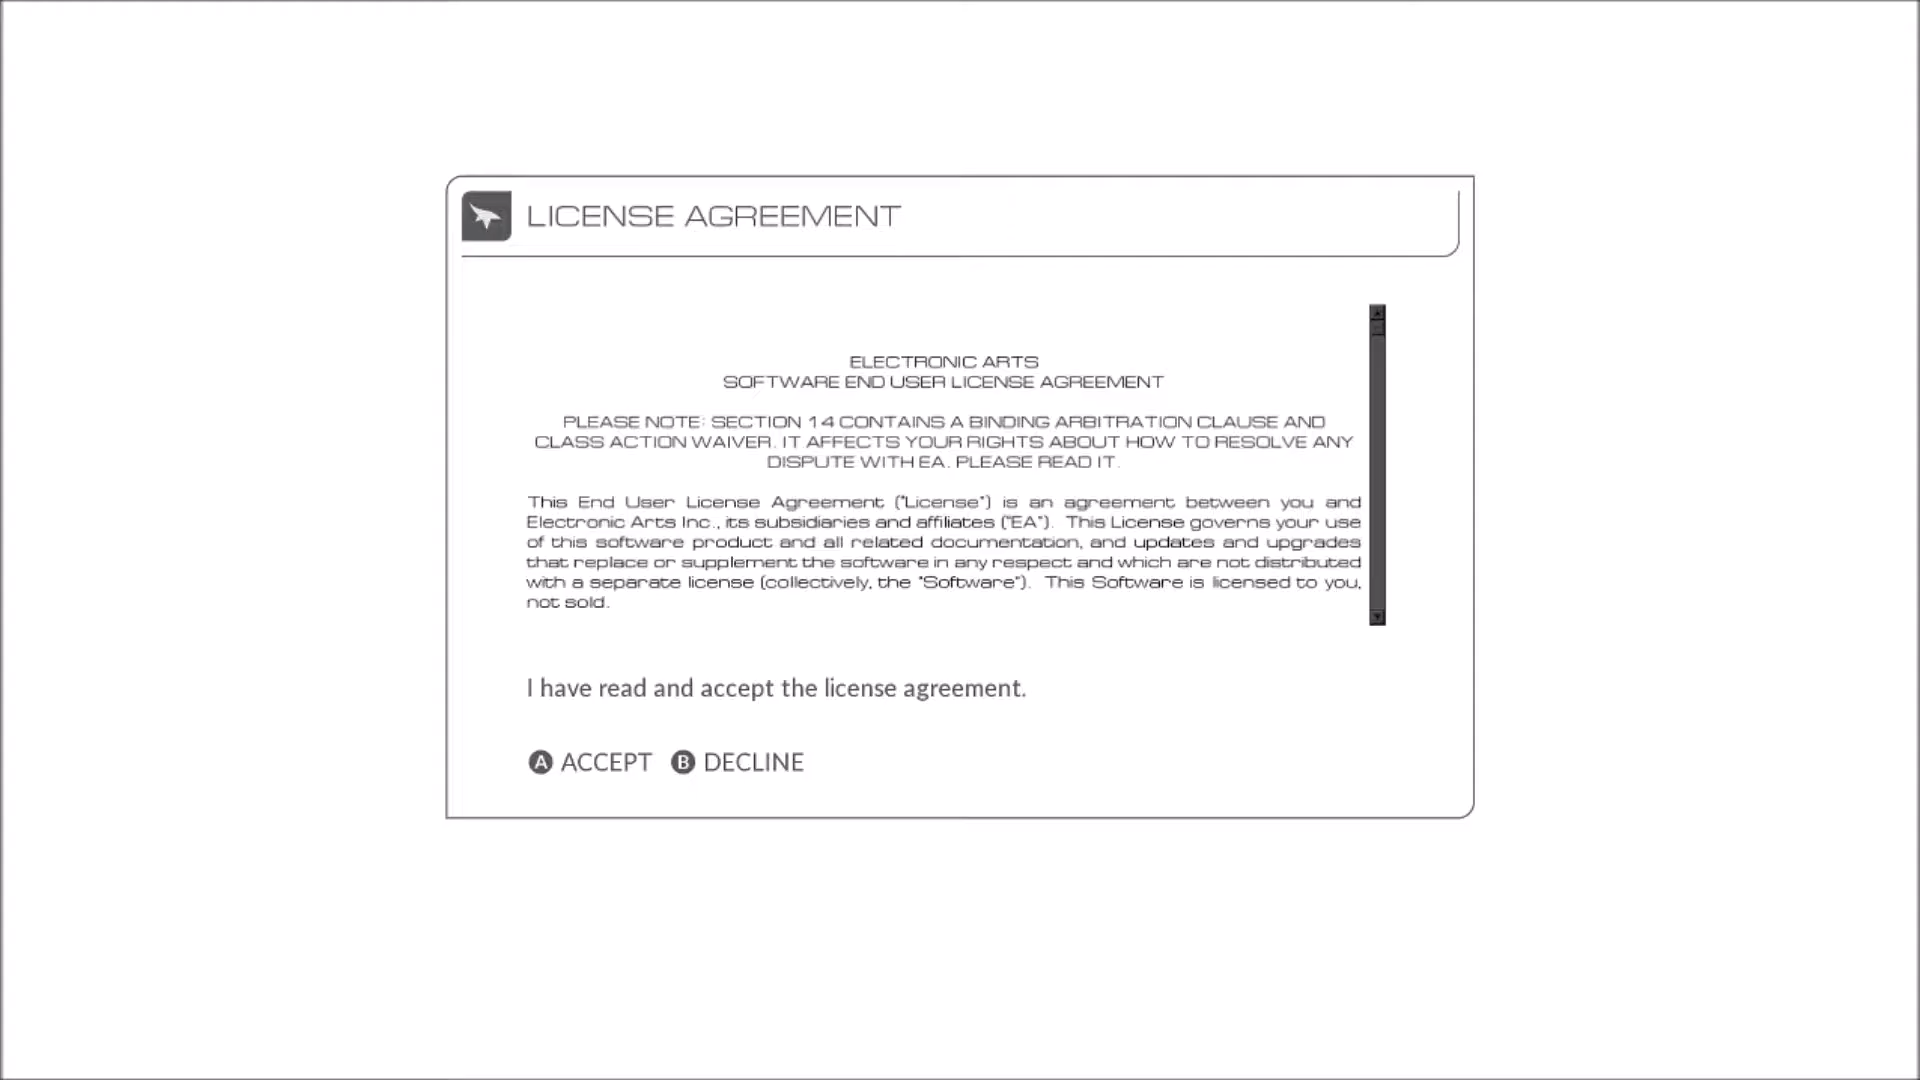 LICENSE AGREEMENT
ELECTRONIC ARTS
SOFTWARE END USER LICENSE AGREEMENT
PLEASE NOTE: SECTION 14 CONTAINS A BINDING ARBITRATION CLAUSE AND
CLASS ACTION WAIVER. IT AFFECTS YOUR RIGHTS ABOUT HOW TO RESOLVE ANY
DISPUTE WITH EA. PLEASE READ IT.
This End User License Agreement ("License") is an agreement between you and
Electronic Arts Inc., its subsidiaries and affiliates ("EA"). This License governs your use
of this software product and all related documentation, and updates and upgrades
that replace or supplement the software in any respect and which are not distributed
with a separate license (collectively, the "Software"). This Software is licensed to you,
not sold.
I have read and accept the license agreement.
A ACCEPT B DECLINE